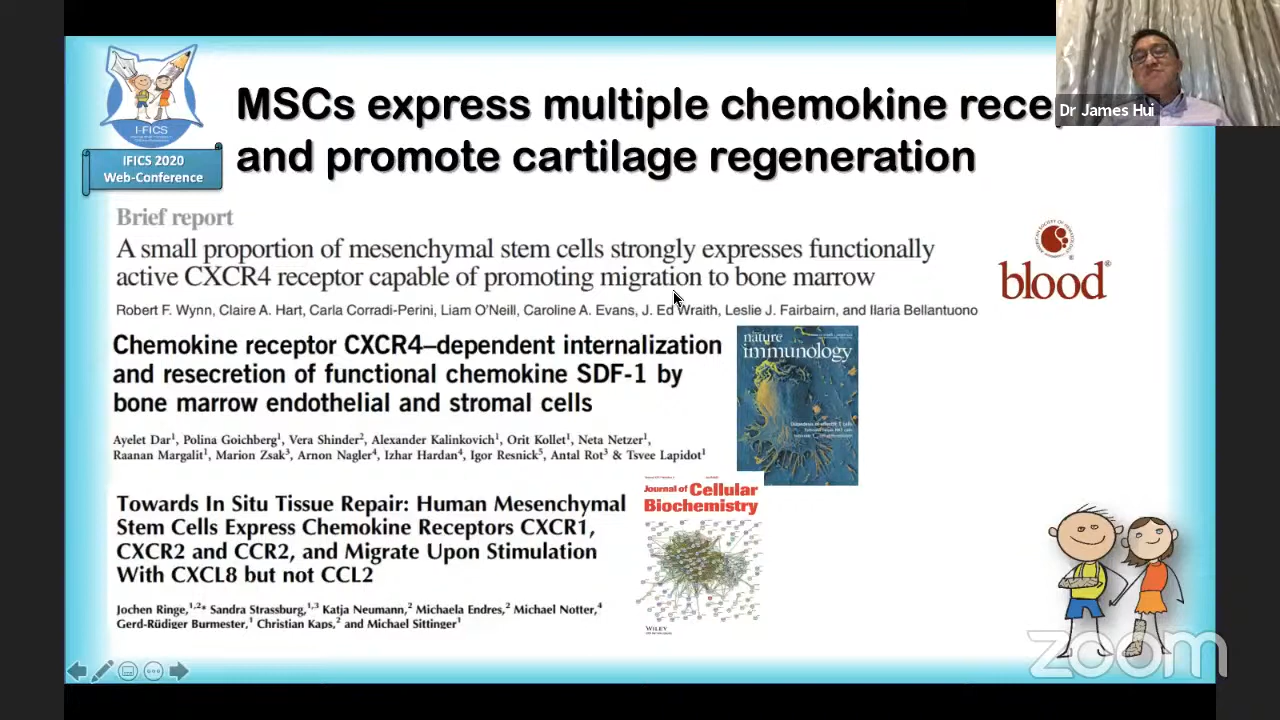 MSCs express multiple chemokine rece
and promote cartilage regeneration
Dr James Hui
I-FICS
IFICS 2020
Web-Conference
Brief report
A small proportion of mesenchymal stem cells strongly expresses functionally
active CXCR4 receptor capable of promoting migration to bone marrow
Robert F. Wynn, Claire A. Hart, Carla Corradi-Perini, Liam O'Neill, Caroline A. Evans, J. Ed Wraith, Leslie J. Fairbairn, and Ilaria Bellantuono
blood®
Chemokine receptor CXCR4–dependent internalization
and resecretion of functional chemokine SDF-1 by
bone marrow endothelial and stromal cells
Ayelet Dar¹, Polina Goichberg¹, Vera Shinder², Alexander Kalinkovich¹, Orit Kollet¹, Neta Netzer¹,
Raanan Margalit¹, Marion Zsak³, Arnon Nagler⁴, Izhar Hardan⁴, Igor Resnick⁵, Antal Rot³ & Tsvee Lapidot¹
nature
immunology
Towards In Situ Tissue Repair: Human Mesenchymal
Stem Cells Express Chemokine Receptors CXCR1,
CXCR2 and CCR2, and Migrate Upon Stimulation
With CXCL8 but not CCL2
Jochen Ringe,¹,²* Sandra Strassburg,¹,³ Katja Neumann,² Michaela Endres,² Michael Notter,⁴
Gerd-Rüdiger Burmester,¹ Christian Kaps,² and Michael Sittinger¹
Journal of Cellular
Biochemistry
WILEY
zoom